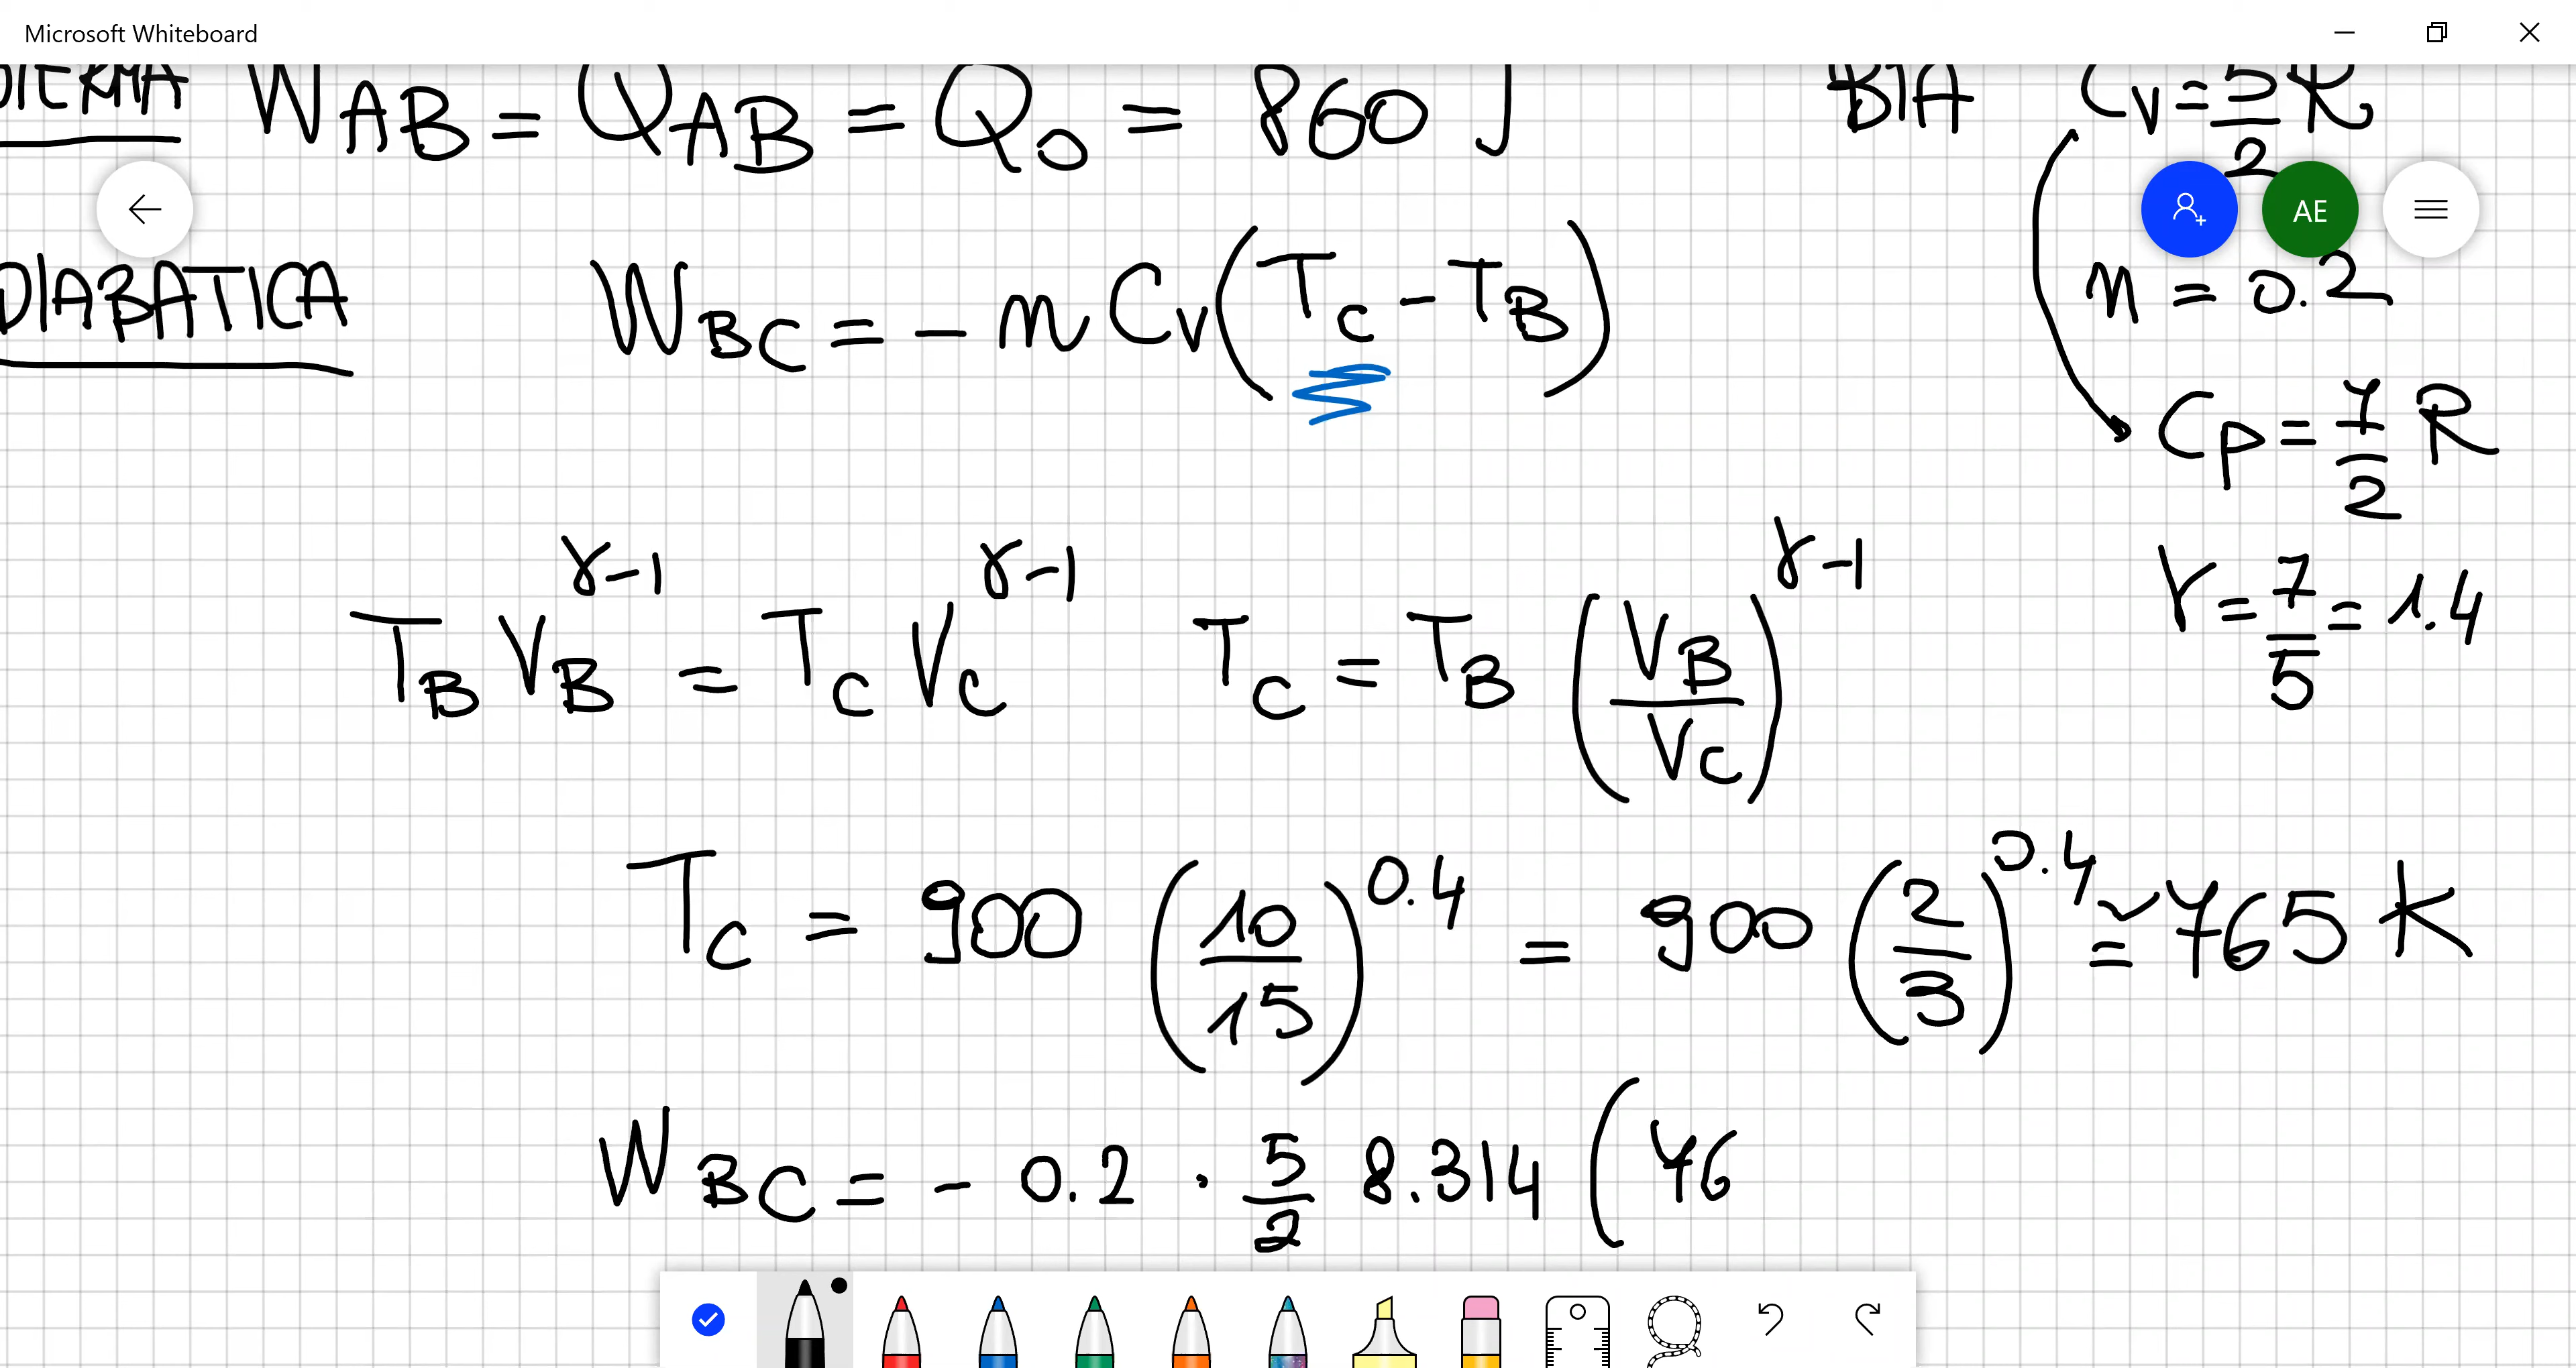 Microsoft Whiteboard
W_AB = Q_AB = Q_0 = 860 J
BIA C_V = 5/2 R
AE
n = 0.2
DIABATICA W_BC = - n C_V (T_C - T_B)
C_P = 7/2 R
T_B V_B^(γ-1) = T_C V_C^(γ-1) T_C = T_B (V_B/V_C)^(γ-1)
γ = 7/5 = 1.4
T_C = 900 (10/15)^0.4 = 900 (2/3)^0.4 ≃ 765 K
W_BC = - 0.2 · 5/2 8.314 (76